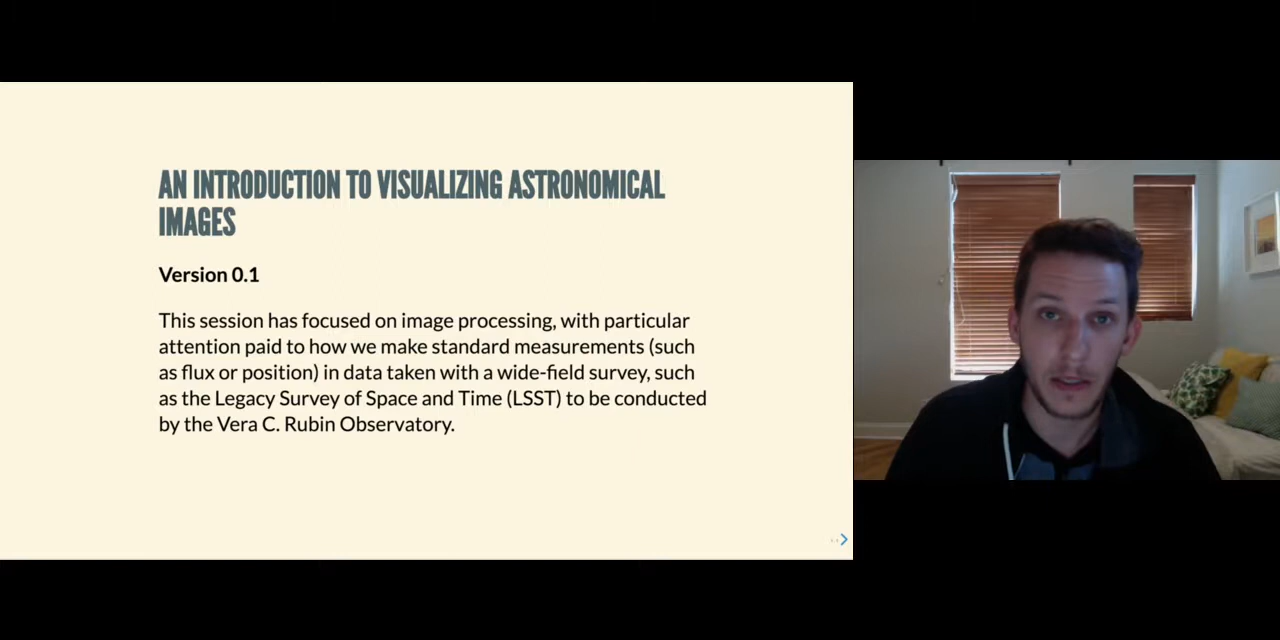 AN INTRODUCTION TO VISUALIZING ASTRONOMICAL
IMAGES
Version 0.1
This session has focused on image processing, with particular
attention paid to how we make standard measurements (such
as flux or position) in data taken with a wide-field survey, such
as the Legacy Survey of Space and Time (LSST) to be conducted
by the Vera C. Rubin Observatory.